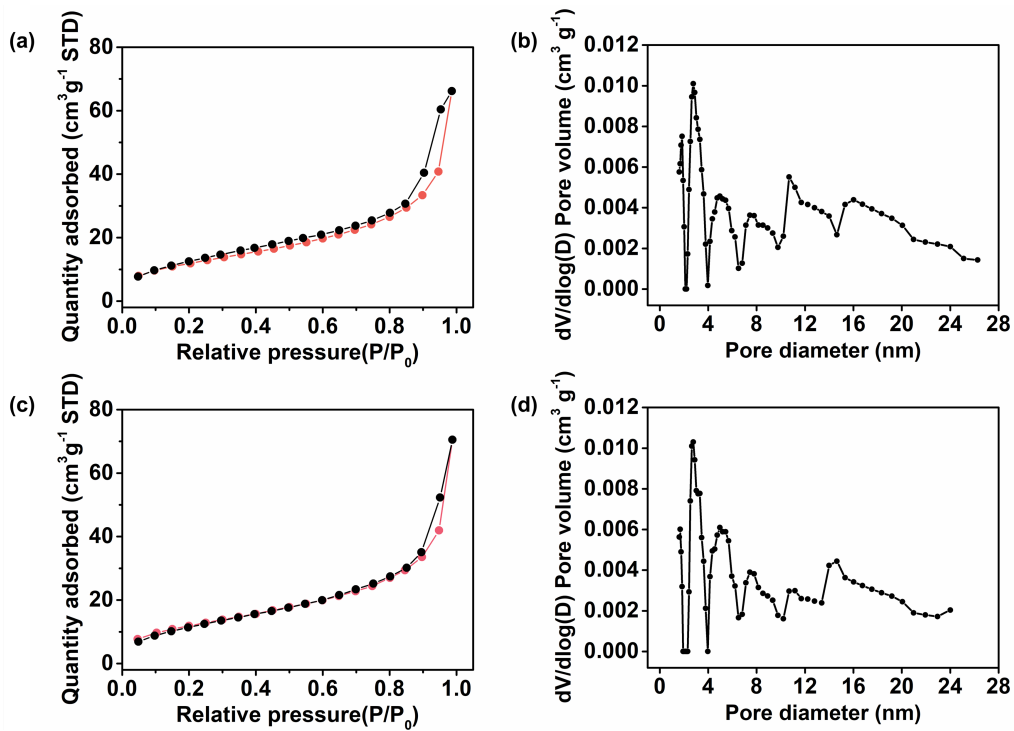 (a)
Quantity adsorbed (cm³g⁻¹ STD)
80
60
40
20
0
0.0 0.2 0.4 0.6 0.8 1.0
Relative pressure(P/P₀)
(b)
dV/dlog(D) Pore volume (cm³ g⁻¹)
0.012
0.010
0.008
0.006
0.004
0.002
0.000
0 4 8 12 16 20 24 28
Pore diameter (nm)
(c)
Quantity adsorbed (cm³g⁻¹ STD)
80
60
40
20
0
0.0 0.2 0.4 0.6 0.8 1.0
Relative pressure(P/P₀)
(d)
dV/dlog(D) Pore volume (cm³ g⁻¹)
0.012
0.010
0.008
0.006
0.004
0.002
0.000
0 4 8 12 16 20 24 28
Pore diameter (nm)